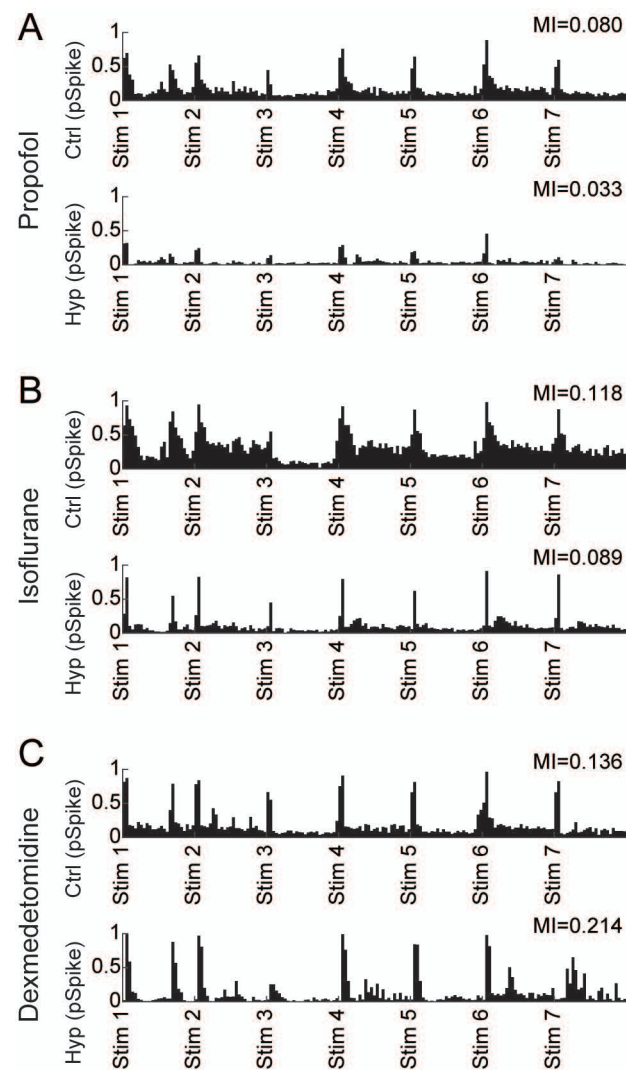 A
Propofol
MI=0.080
Ctrl (pSpike)
1
0.5
0
Stim 1
Stim 2
Stim 3
Stim 4
Stim 5
Stim 6
Stim 7
MI=0.033
Hyp (pSpike)
1
0.5
0
Stim 1
Stim 2
Stim 3
Stim 4
Stim 5
Stim 6
Stim 7
B
Isoflurane
MI=0.118
Ctrl (pSpike)
1
0.5
0
Stim 1
Stim 2
Stim 3
Stim 4
Stim 5
Stim 6
Stim 7
MI=0.089
Hyp (pSpike)
1
0.5
0
Stim 1
Stim 2
Stim 3
Stim 4
Stim 5
Stim 6
Stim 7
C
Dexmedetomidine
MI=0.136
Ctrl (pSpike)
1
0.5
0
Stim 1
Stim 2
Stim 3
Stim 4
Stim 5
Stim 6
Stim 7
MI=0.214
Hyp (pSpike)
1
0.5
0
Stim 1
Stim 2
Stim 3
Stim 4
Stim 5
Stim 6
Stim 7